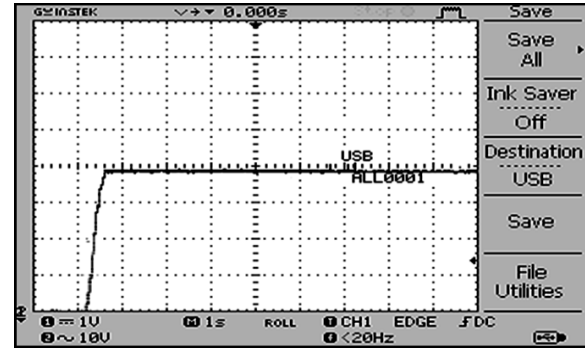 GWINSTEK 0.000s Save
Save
All
Ink Saver
Off
Destination
USB
Save
File
Utilities
USB
ALL0001
1 1V M 1s ROLL 1 CH1 EDGE DC
2 10V 1 <20Hz